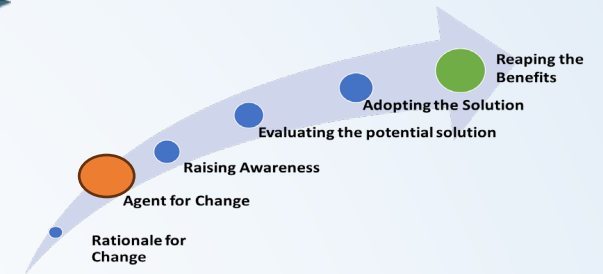 Reaping the
Benefits
Adopting the Solution
Evaluating the potential solution
Raising Awareness
Agent for Change
Rationale for
Change